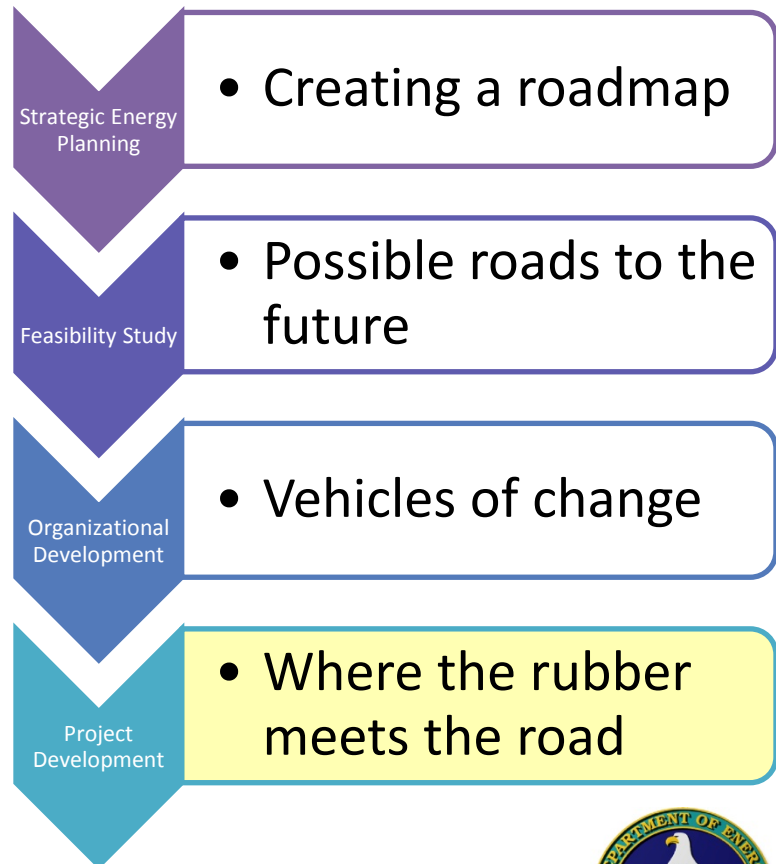 Strategic Energy
Planning
• Creating a roadmap
Feasibility Study
• Possible roads to the
future
Organizational
Development
• Vehicles of change
Project
Development
• Where the rubber
meets the road
OF